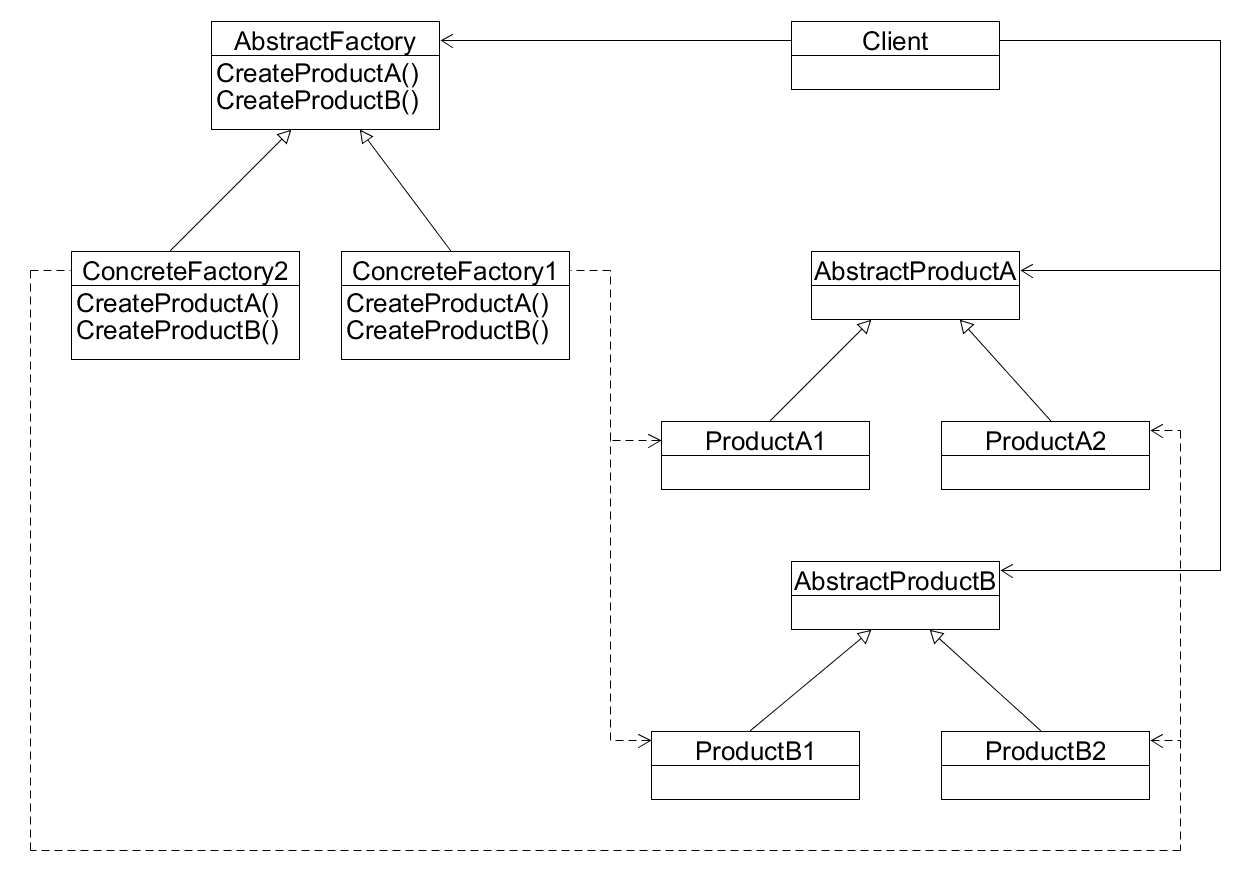 AbstractFactory
CreateProductA()
CreateProductB()
Client
ConcreteFactory2
CreateProductA()
CreateProductB()
ConcreteFactory1
CreateProductA()
CreateProductB()
AbstractProductA
ProductA1
ProductA2
AbstractProductB
ProductB1
ProductB2